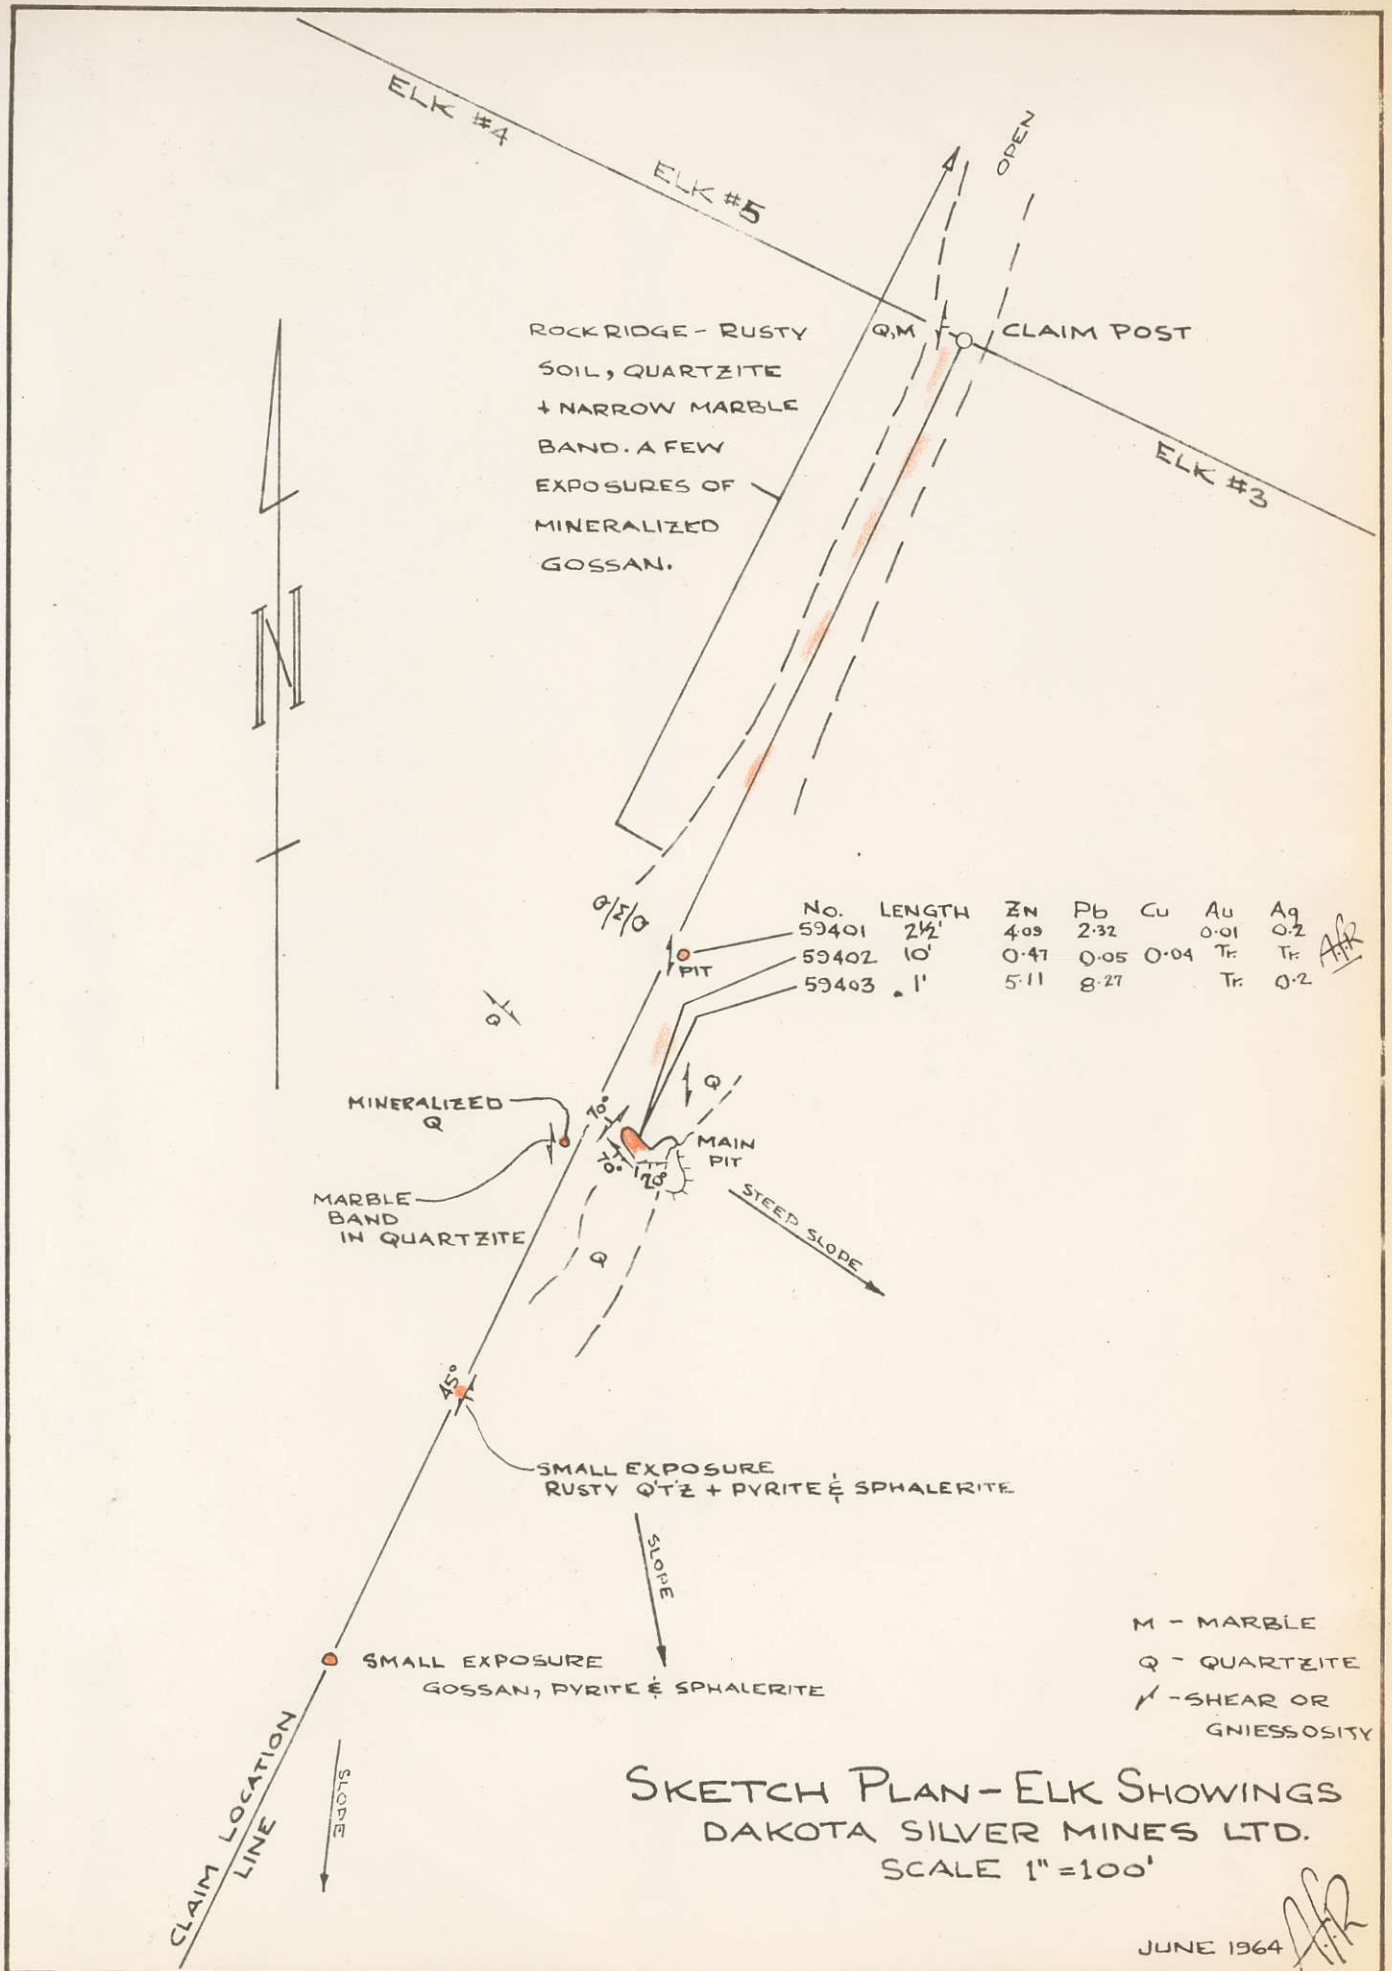 ELK #4
ELK #5
OPEN
ROCKRIDGE - RUSTY
SOIL, QUARTZITE
+ NARROW MARBLE
BAND. A FEW
EXPOSURES OF
MINERALIZED
GOSSAN.
Q,M
CLAIM POST
ELK #3
N
Q/M/Q
No. LENGTH ZN Pb Cu Au Ag
59401 2½' 4.09 2.32 0.01 0.2
59402 10' 0.47 0.05 0.04 Tr. Tr.
59403 1' 5.11 8.27 Tr. 0.2
A.F.R
PIT
Q
MINERALIZED
Q
70°
Q
MAIN
PIT
70°
70°
MARBLE
BAND
IN QUARTZITE
STEEP SLOPE
Q
45°
SMALL EXPOSURE
RUSTY Q'T'Z + PYRITE & SPHALERITE
SLOPE
SMALL EXPOSURE
GOSSAN, PYRITE & SPHALERITE
SLOPE
CLAIM LOCATION
LINE
M - MARBLE
Q - QUARTZITE
- SHEAR OR
GNIESSOSITY
SKETCH PLAN - ELK SHOWINGS
DAKOTA SILVER MINES LTD.
SCALE 1" = 100'
JUNE 1964
A.F.R